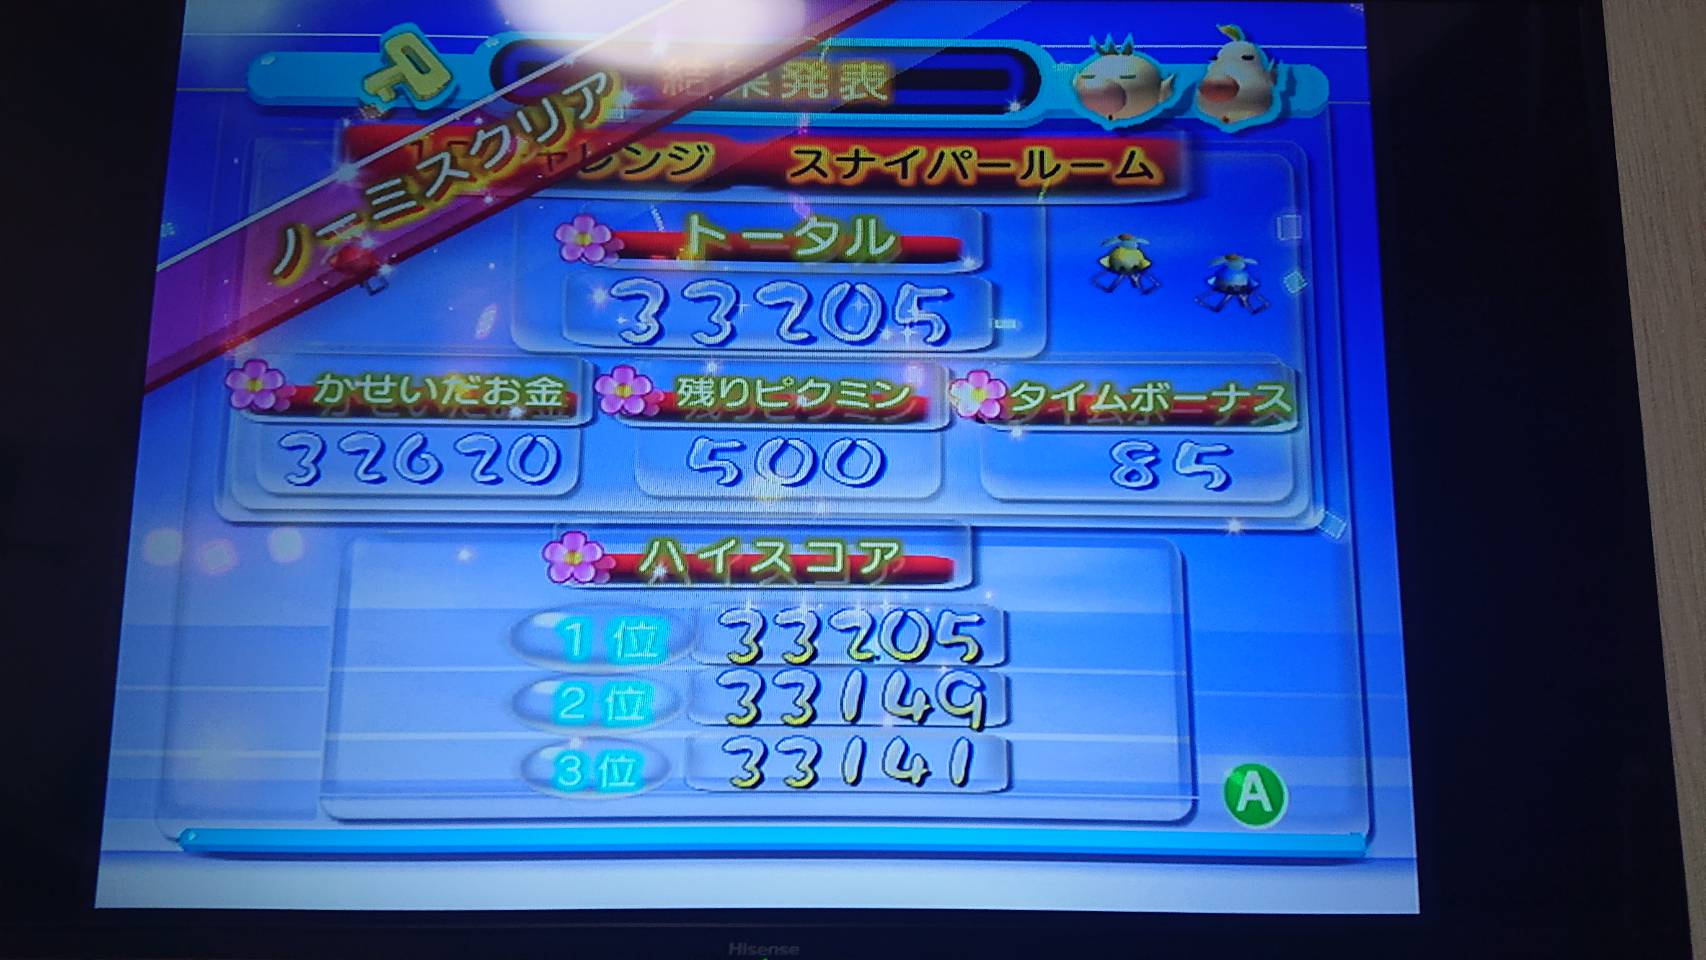 結果発表
ノーミスクリア
スナイパールーム
トータル
33205
かせいだお金 残りピクミン タイムボーナス
32620 500 85
ハイスコア
1位 33205
2位 33149
3位 33141
A
Hisense